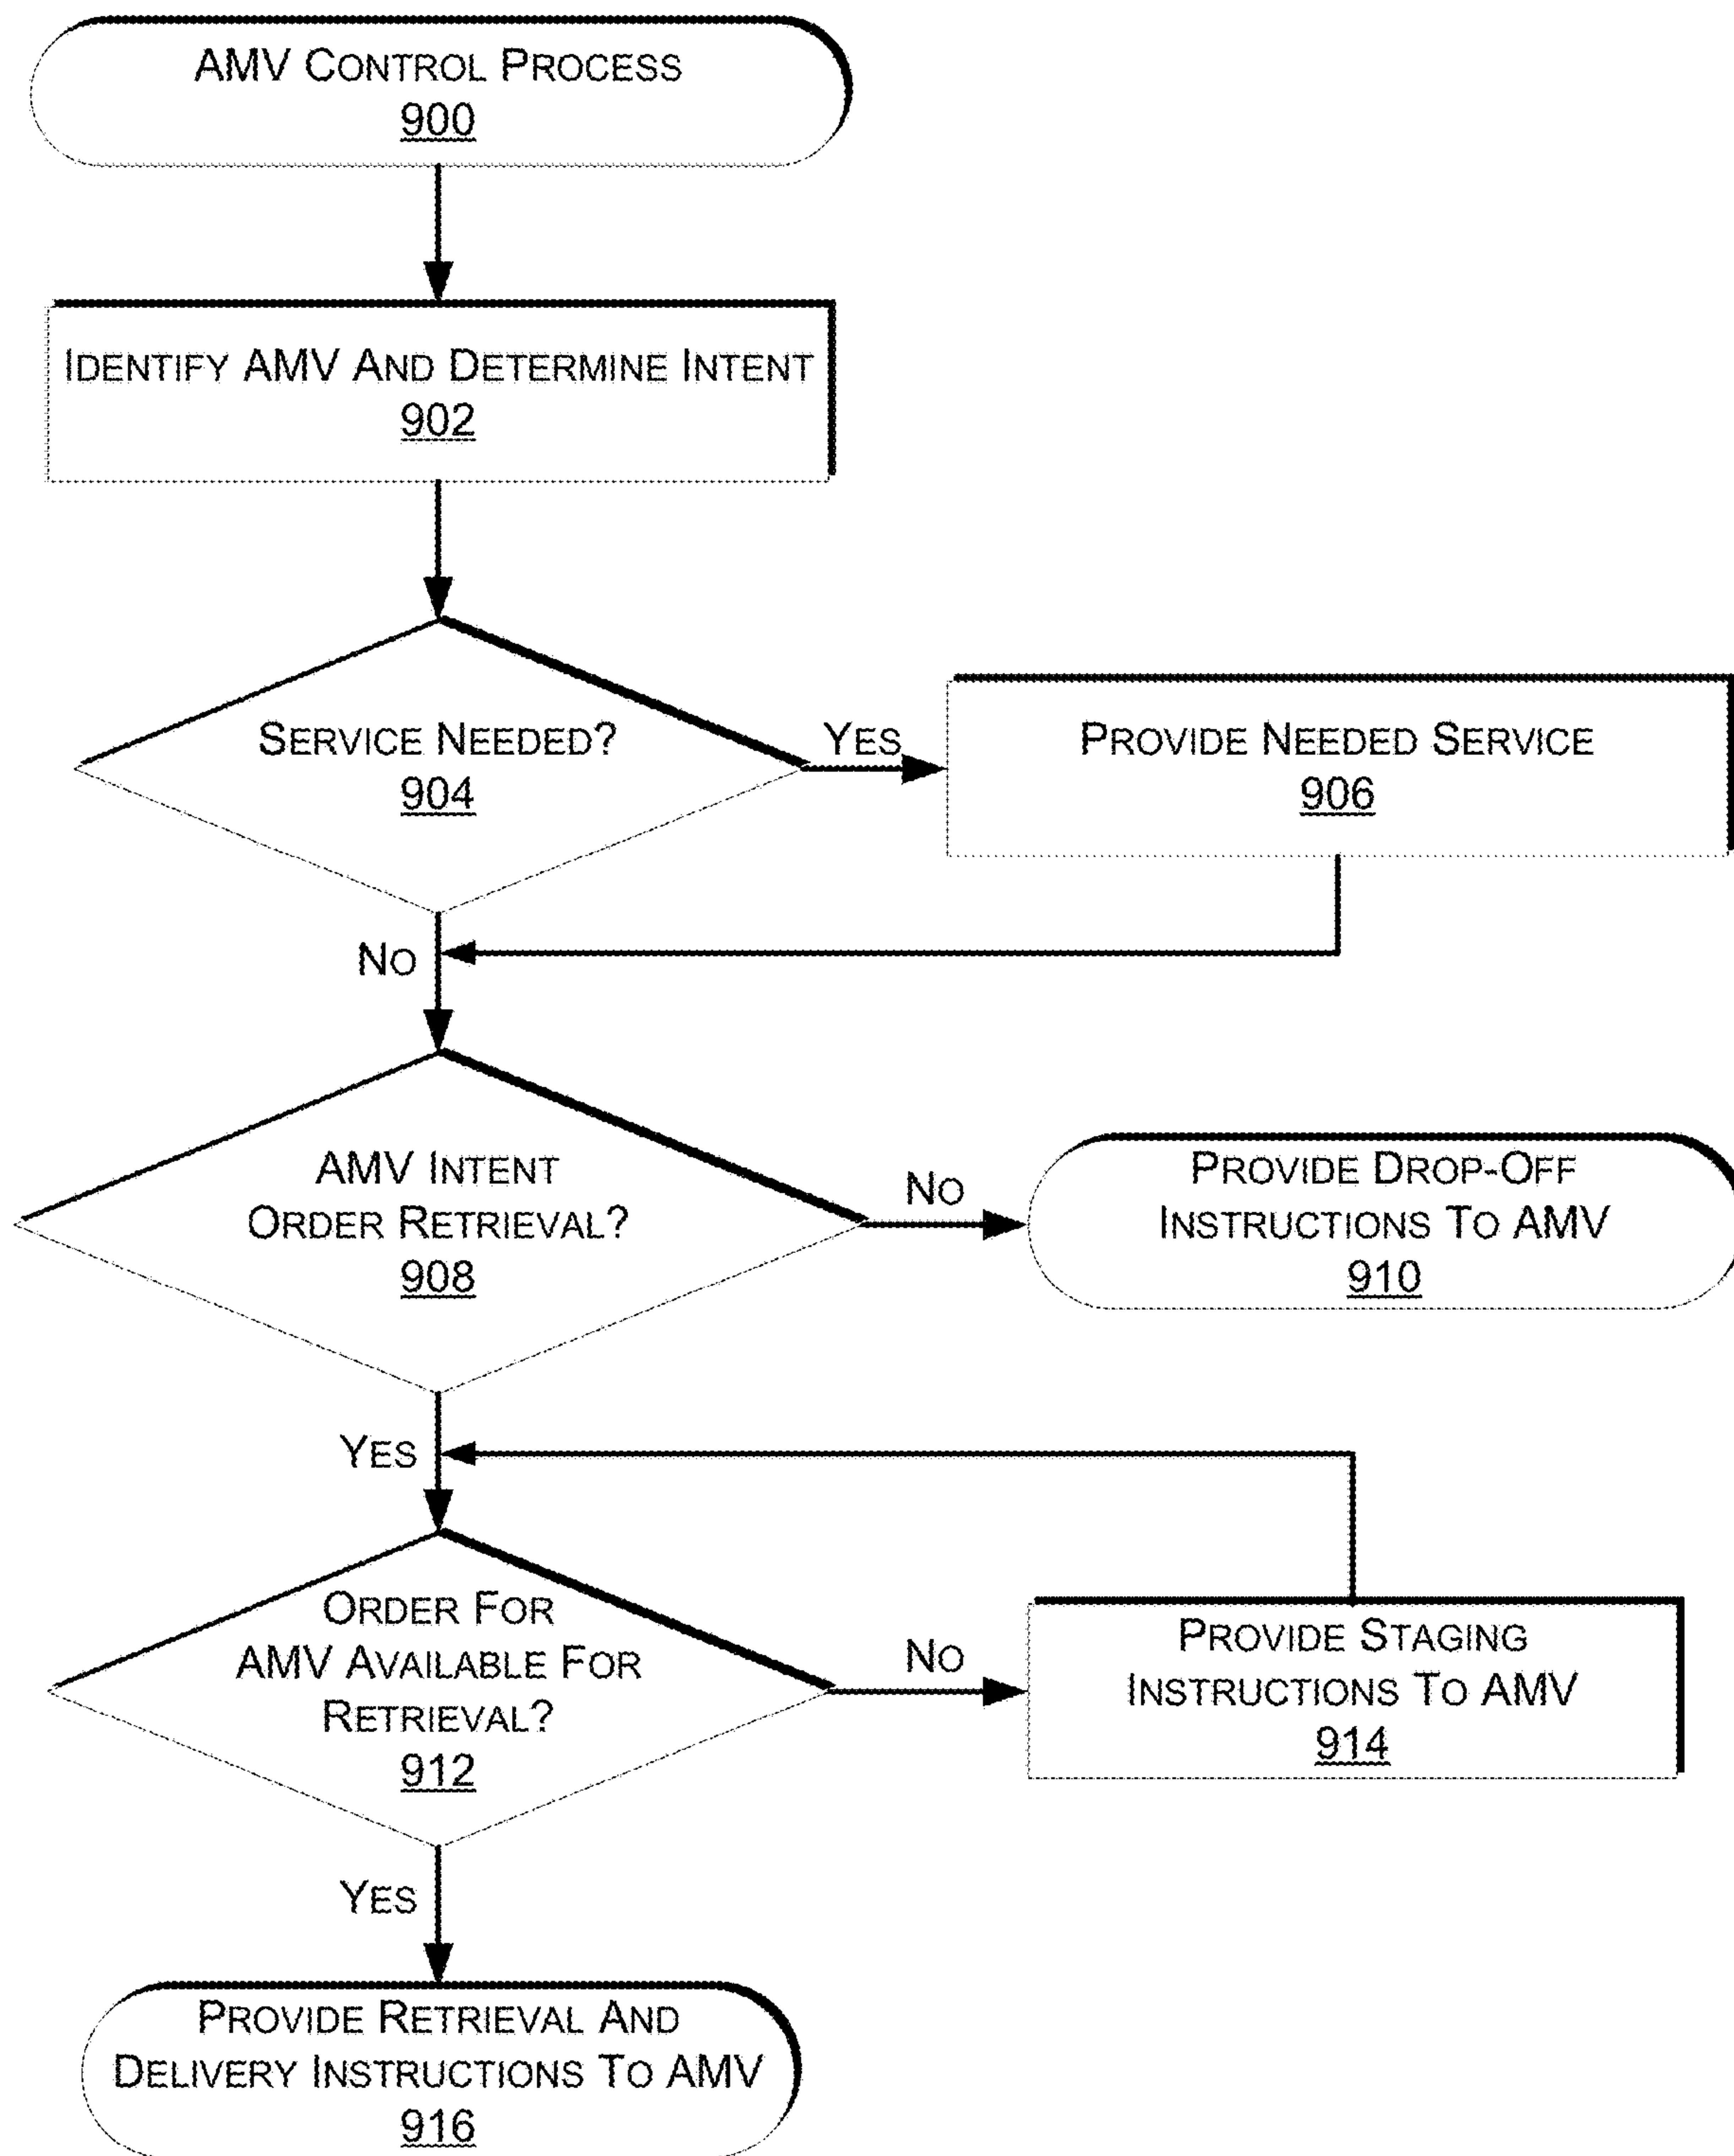 AMV CONTROL PROCESS
900
IDENTIFY AMV AND DETERMINE INTENT
902
SERVICE NEEDED?
904
YES
PROVIDE NEEDED SERVICE
906
NO
AMV INTENT
ORDER RETRIEVAL?
908
NO
PROVIDE DROP-OFF
INSTRUCTIONS TO AMV
910
YES
ORDER FOR
AMV AVAILABLE FOR
RETRIEVAL?
912
NO
PROVIDE STAGING
INSTRUCTIONS TO AMV
914
YES
PROVIDE RETRIEVAL AND
DELIVERY INSTRUCTIONS TO AMV
916